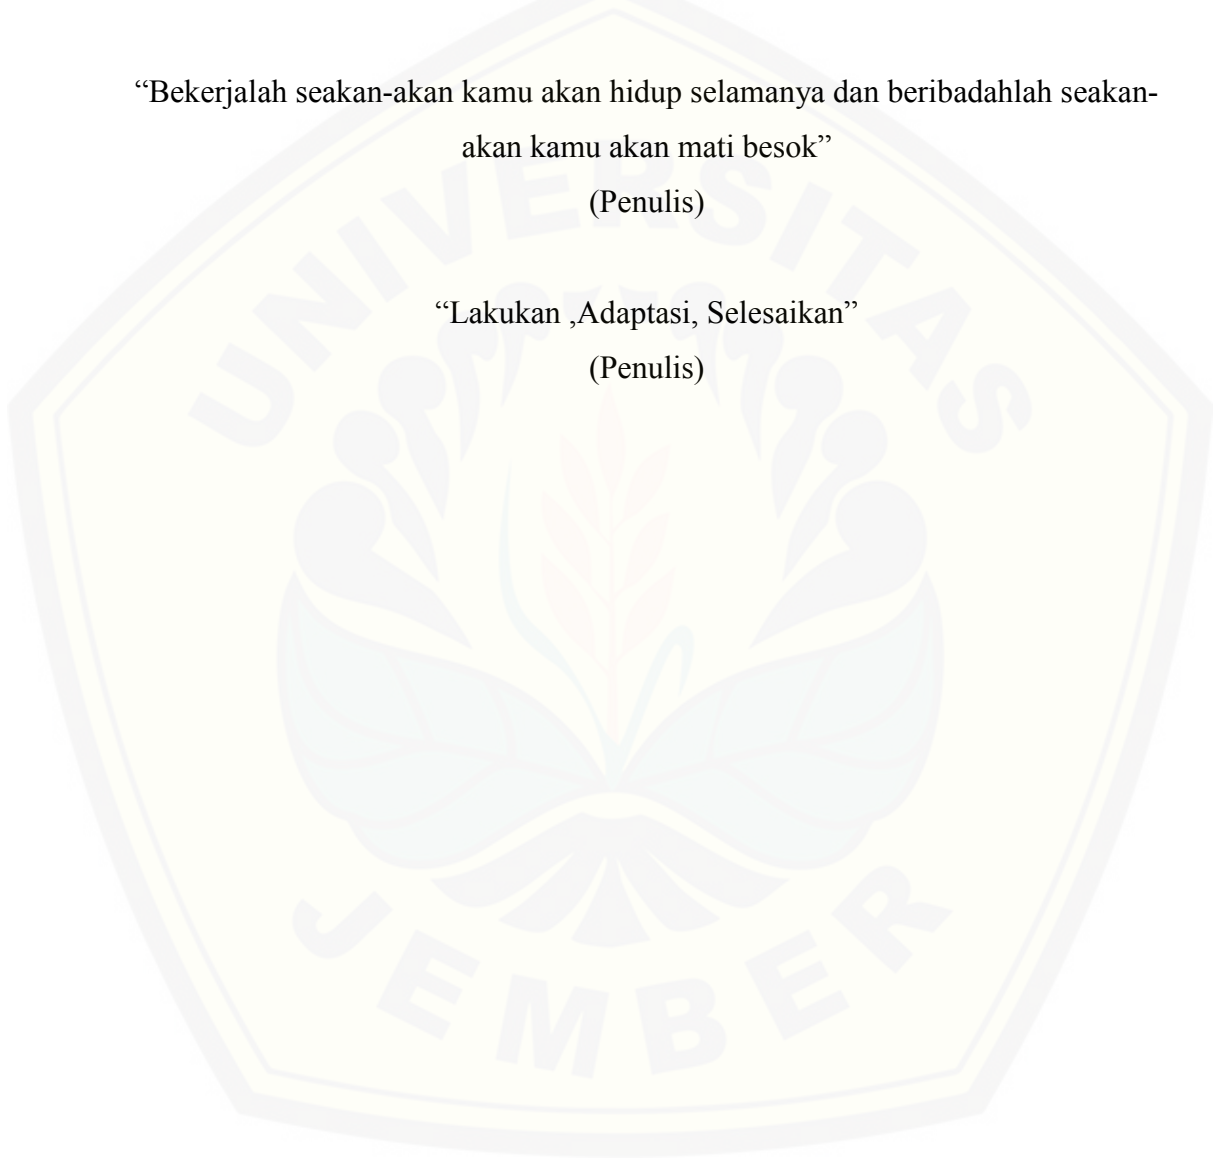 “Bekerjalah seakan-akan kamu akan hidup selamanya dan beribadahlah seakan-
akan kamu akan mati besok”
(Penulis)
“Lakukan ,Adaptasi, Selesaikan”
(Penulis)
UNIVERSITAS
JEMBER